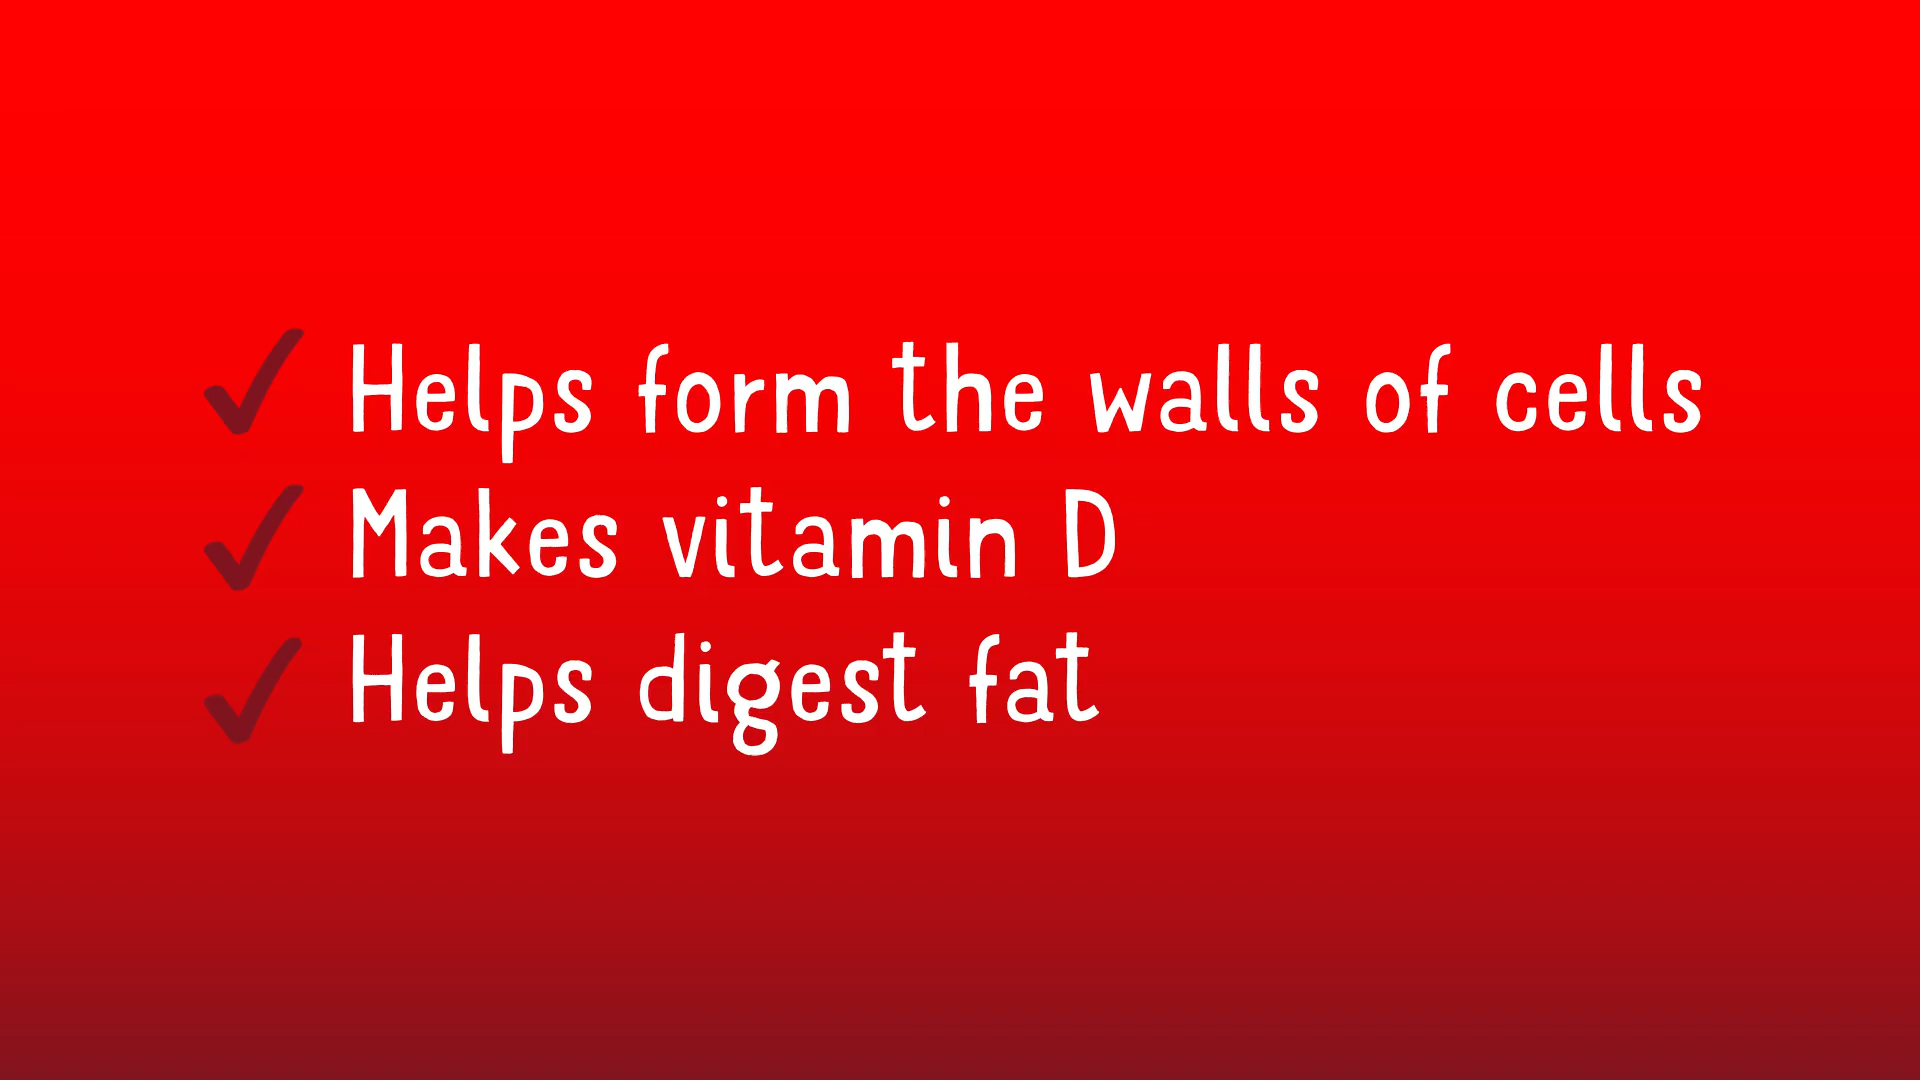 Helps form the walls of cells
Makes vitamin D
Helps digest fat